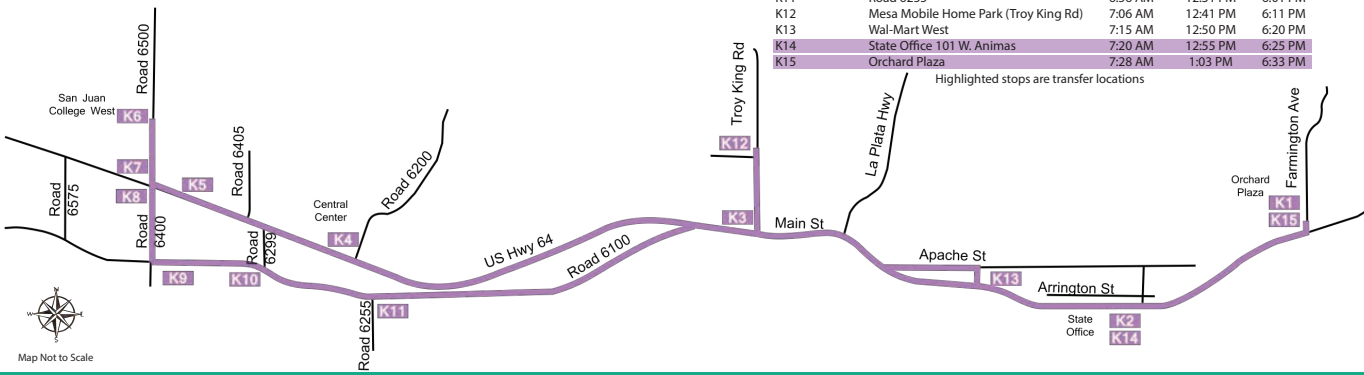 K11 Road 6255
K12 Mesa Mobile Home Park (Troy King Rd) 7:06 AM 12:41 PM 6:11 PM
K13 Wal-Mart West 7:15 AM 12:50 PM 6:20 PM
K14 State Office 101 W. Animas 7:20 AM 12:55 PM 6:25 PM
K15 Orchard Plaza 7:28 AM 1:03 PM 6:33 PM
Highlighted stops are transfer locations
Road 6500
San Juan
College West
K6
K7
K8
K5
Road
6575
Road
6400
Road 6405
Road
6299
Central
Center
K4
Road 6200
K9
K10
K11
Road 6255
US Hwy 64
Road 6100
Troy King Rd
K12
K3
Main St
La Plata Hwy
Apache St
K13
Arrington St
State
Office
K2
K14
Orchard
Plaza
K1
K15
Farmington Ave
N
W
E
S
Map Not to Scale